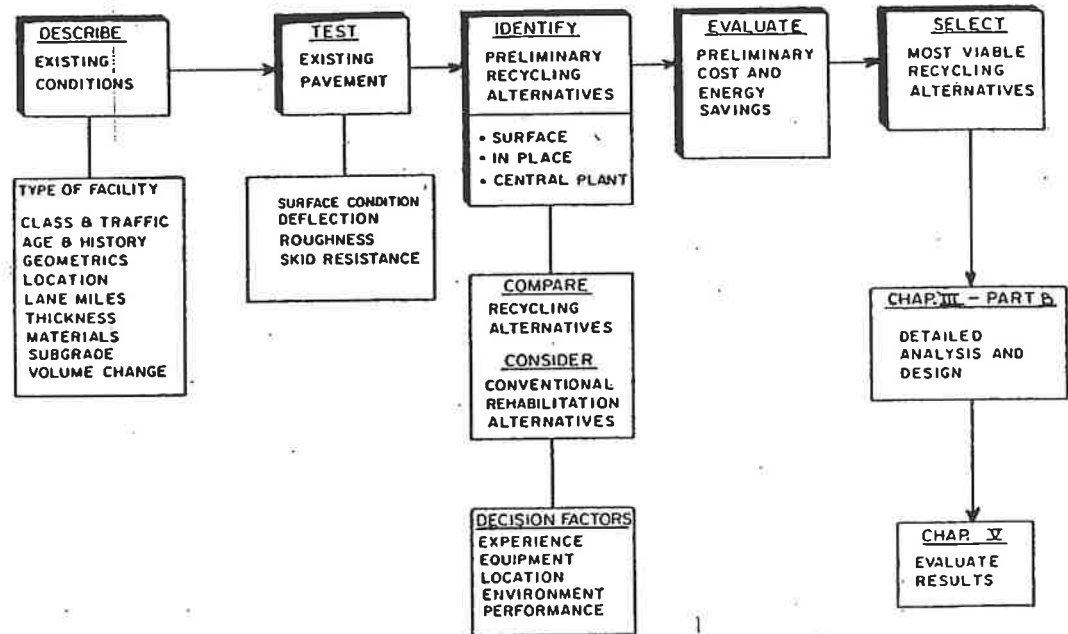 DESCRIBE
EXISTING
CONDITIONS
TEST
EXISTING
PAVEMENT
IDENTIFY
PRELIMINARY
RECYCLING
ALTERNATIVES
• SURFACE
• IN PLACE
• CENTRAL PLANT
EVALUATE
PRELIMINARY
COST AND
ENERGY
SAVINGS
SELECT
MOST VIABLE
RECYCLING
ALTERNATIVES
TYPE OF FACILITY
CLASS & TRAFFIC
AGE & HISTORY
GEOMETRICS
LOCATION
LANE MILES
THICKNESS
MATERIALS
SUBGRADE
VOLUME CHANGE
SURFACE CONDITION
DEFLECTION
ROUGHNESS
SKID RESISTANCE
COMPARE
RECYCLING
ALTERNATIVES
CONSIDER
CONVENTIONAL
REHABILITATION
ALTERNATIVES
CHAP. III - PART B
DETAILED
ANALYSIS AND
DESIGN
DECISION FACTORS
EXPERIENCE
EQUIPMENT
LOCATION
ENVIRONMENT
PERFORMANCE
CHAP. V
EVALUATE
RESULTS